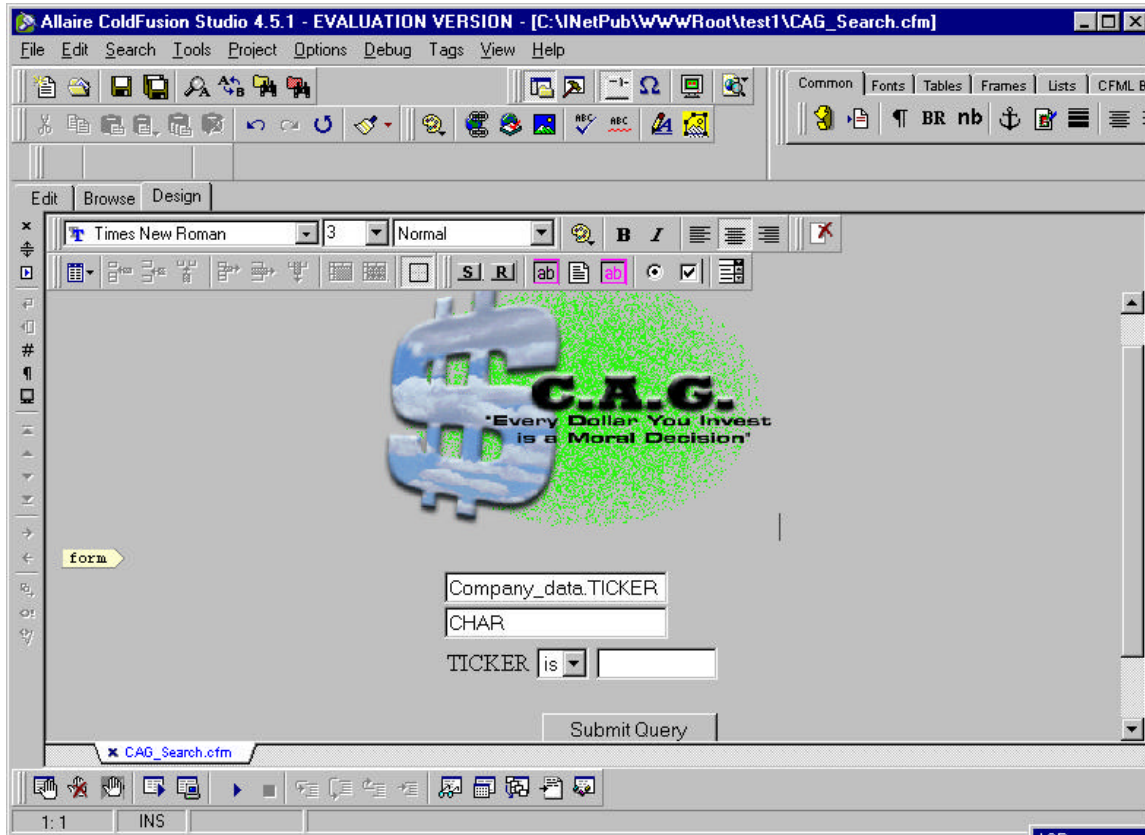 Allaire ColdFusion Studio 4.5.1 - EVALUATION VERSION - [C:\INetPub\WWWRoot\test1\CAG_Search.cfm]
File Edit Search Tools Project Options Debug Tags View Help
Common Fonts Tables Frames Lists CFML B
BR nb
ABC ABC
Edit Browse Design
Times New Roman 3 Normal B I
S R ab ab
C.A.G.
"Every Dollar You Invest
is a Moral Decision"
form
Company_data.TICKER
CHAR
TICKER is
Submit Query
CAG_Search.cfm
1: 1 INS